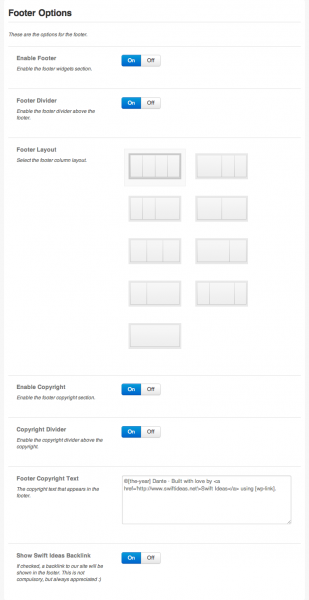 Footer Options
These are the options for the footer.
Enable Footer
Enable the footer widgets section.
On Off
Footer Divider
Enable the footer divider above the
footer.
On Off
Footer Layout
Select the footer column layout.
Enable Copyright
Enable the footer copyright section.
On Off
Copyright Divider
Enable the copyright divider above the
copyright.
On Off
Footer Copyright Text
The copyright text that appears in the
footer.
©[the-year] Dante · Built with love by <a
href='http://www.swiftideas.net'>Swift Ideas</a> using [wp-link].
Show Swift Ideas Backlink
If checked, a backlink to our site will be
shown in the footer. This is not
compulsory, but always appreciated :)
On Off